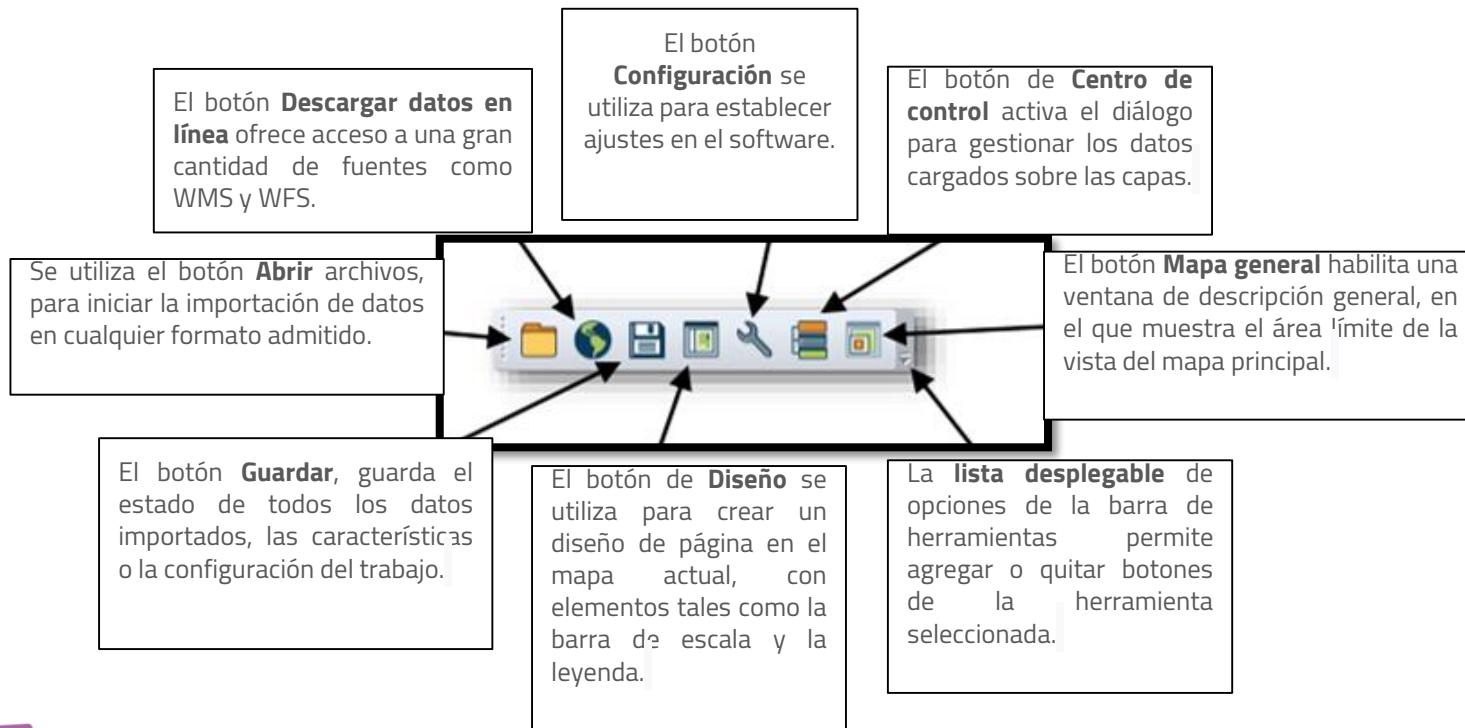 El botón
Configuración se
utiliza para establecer
ajustes en el software.
El botón Descargar datos en
línea ofrece acceso a una gran
cantidad de fuentes como
WMS y WFS.
El botón de Centro de
control activa el diálogo
para gestionar los datos
cargados sobre las capas.
Se utiliza el botón Abrir archivos,
para iniciar la importación de datos
en cualquier formato admitido.
El botón Mapa general habilita una
ventana de descripción general, en
el que muestra el área límite de la
vista del mapa principal.
El botón Guardar, guarda el
estado de todos los datos
importados, las características
o la configuración del trabajo.
El botón de Diseño se
utiliza para crear un
diseño de página en el
mapa actual, con
elementos tales como la
barra de escala y la
leyenda.
La lista desplegable de
opciones de la barra de
herramientas permite
agregar o quitar botones
de la herramienta
seleccionada.